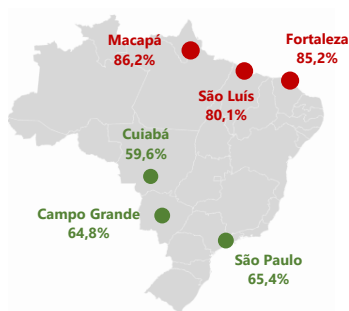 Macapá
86,2%
Fortaleza
85,2%
São Luís
80,1%
Cuiabá
59,6%
Campo Grande
64,8%
São Paulo
65,4%